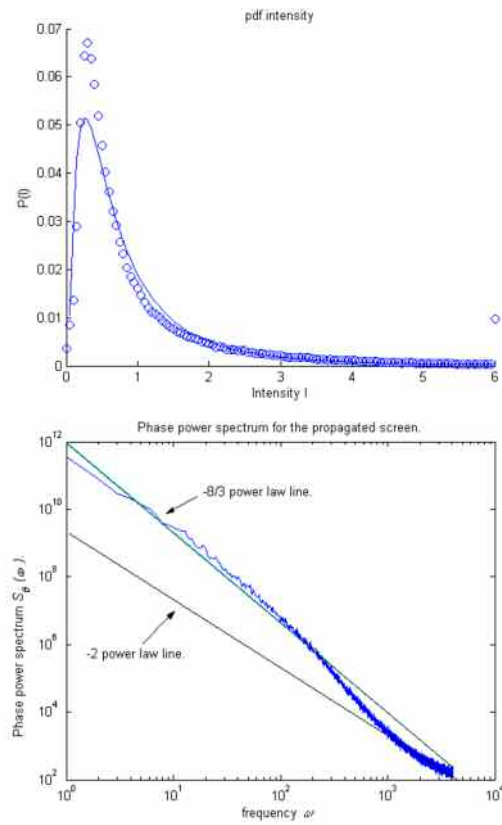 pdf intensity
0.07
0.06
0.05
0.04
0.03
0.02
0.01
0
P(I)
0 1 2 3 4 5 6
Intensity I
Phase power spectrum for the propagated screen.
10^12
10^10
10^8
10^6
10^4
10^2
Phase power spectrum S_θ (ω).
-8/3 power law line.
-2 power law line.
10^0 10^1 10^2 10^3 10^4
frequency ω